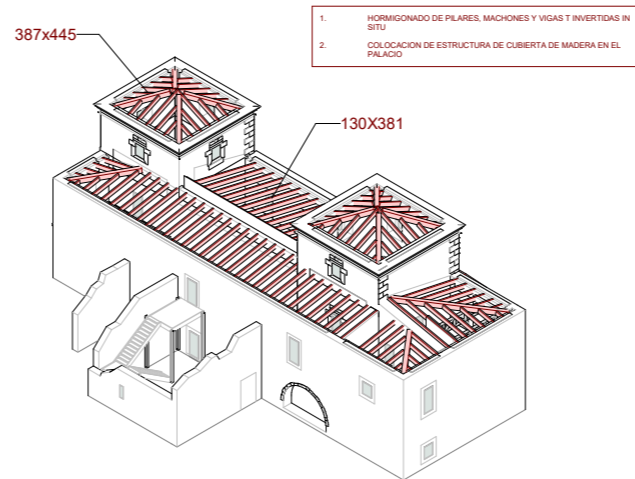 1. HORMIGONADO DE PILARES, MACHONES Y VIGAS T INVERTIDAS IN
SITU
2. COLOCACION DE ESTRUCTURA DE CUBIERTA DE MADERA EN EL
PALACIO
387x445
130X381